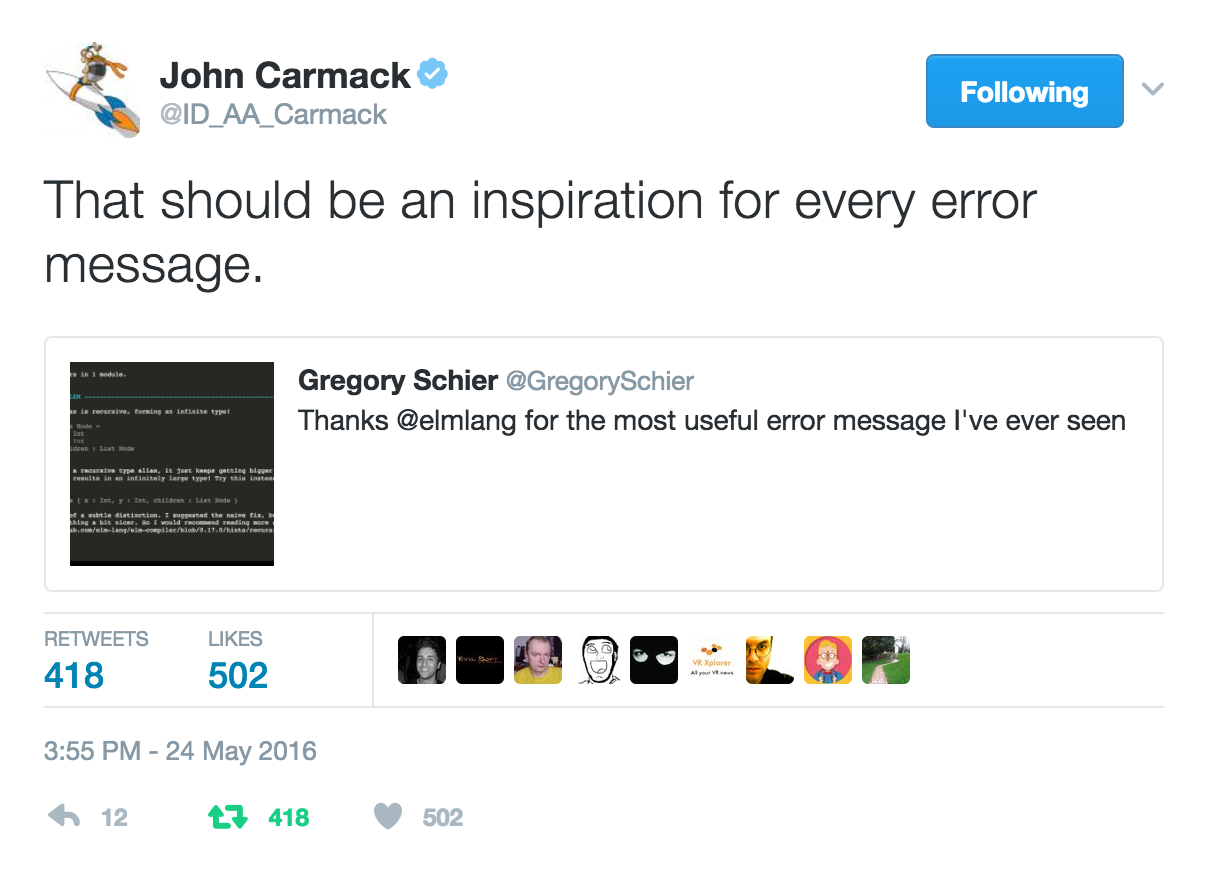 John Carmack
@ID_AA_Carmack
Following
That should be an inspiration for every error
message.
rs in 1 module.
LEM
as is recursive, forming an infinite type!
Node =
Int
Int
ldren : List Node
a recursive type alias, it just keeps getting bigger
results in an infinitely large type! Try this instea
e { x : Int, y : Int, children : List Node }
of a subtle distinction. I suggested the naive fix, b
thing a bit nicer. So I would recommend reading more
ub.com/elm-lang/elm-compiler/blob/0.17.0/hints/recurs
Gregory Schier @GregorySchier
Thanks @elmlang for the most useful error message I've ever seen
RETWEETS
418
LIKES
502
EVIL BOFT
VR Xplorer
All your VR news
3:55 PM - 24 May 2016
12
418
502